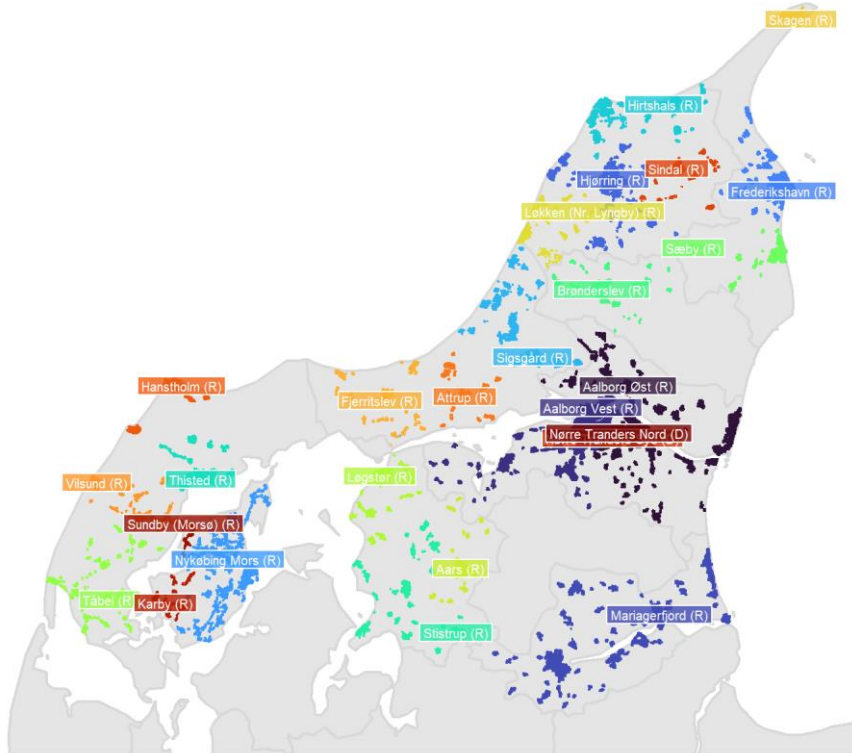 Skagen (R)
Hirtshals (R)
Sindal (R)
Hjørring (R)
Frederikshavn (R)
Løkken (Nr. Lyngby) (R)
Sæby (R)
Brønderslev (R)
Sigsgård (R)
Hanstholm (R)
Aalborg Øst (R)
Fjerritslev (R)
Attrup (R)
Aalborg Vest (R)
Nørre Tranders Nord (D)
Thisted (R)
Løgstør (R)
Vilsund (R)
Sundby (Morsø) (R)
Nykøbing Mors (R)
Aars (R)
Tåbel (R
Karby (R)
Mariagerfjord (R)
Stistrup (R)